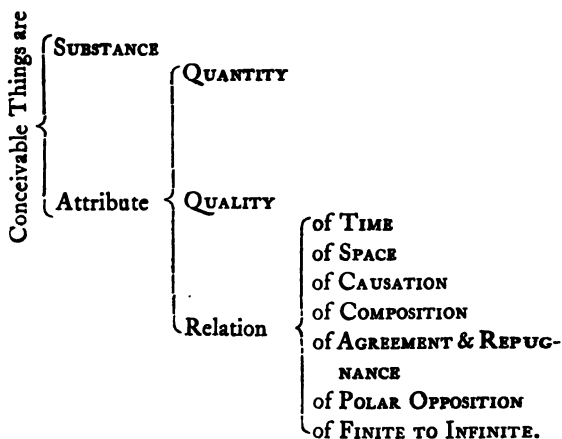 Conceivable Things are
SUBSTANCE
Attribute
QUANTITY
QUALITY
Relation
of TIME
of SPACE
of CAUSATION
of COMPOSITION
of AGREEMENT & REPUG-
NANCE
of POLAR OPPOSITION
of FINITE TO INFINITE.